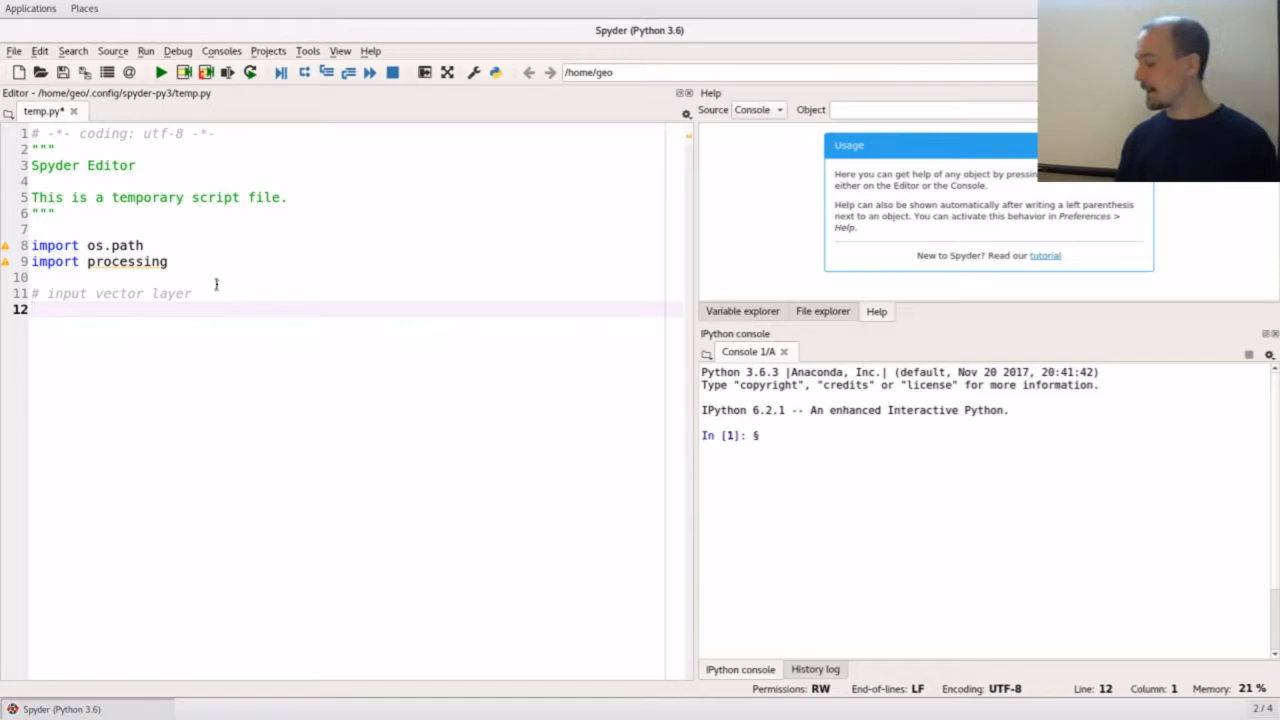 Applications Places
Spyder (Python 3.6)
File Edit Search Source Run Debug Consoles Projects Tools View Help
/home/geo
Editor - /home/geo/.config/spyder-py3/temp.py
temp.py*
1 # -*- coding: utf-8 -*-
2 """
3 Spyder Editor
4
5 This is a temporary script file.
6 """
7
8 import os.path
9 import processing
10
11 # input vector layer
12
Help
Source Console Object
Usage
Here you can get help of any object by pressing
either on the Editor or the Console.
Help can also be shown automatically after writing a left parenthesis
next to an object. You can activate this behavior in Preferences >
Help.
New to Spyder? Read our tutorial
Variable explorer File explorer Help
IPython console
Console 1/A
Python 3.6.3 |Anaconda, Inc.| (default, Nov 20 2017, 20:41:42)
Type "copyright", "credits" or "license" for more information.
IPython 6.2.1 -- An enhanced Interactive Python.
In [1]: §
IPython console History log
Permissions: RW End-of-lines: LF Encoding: UTF-8 Line: 12 Column: 1 Memory: 21 %
Spyder (Python 3.6) 2 / 4